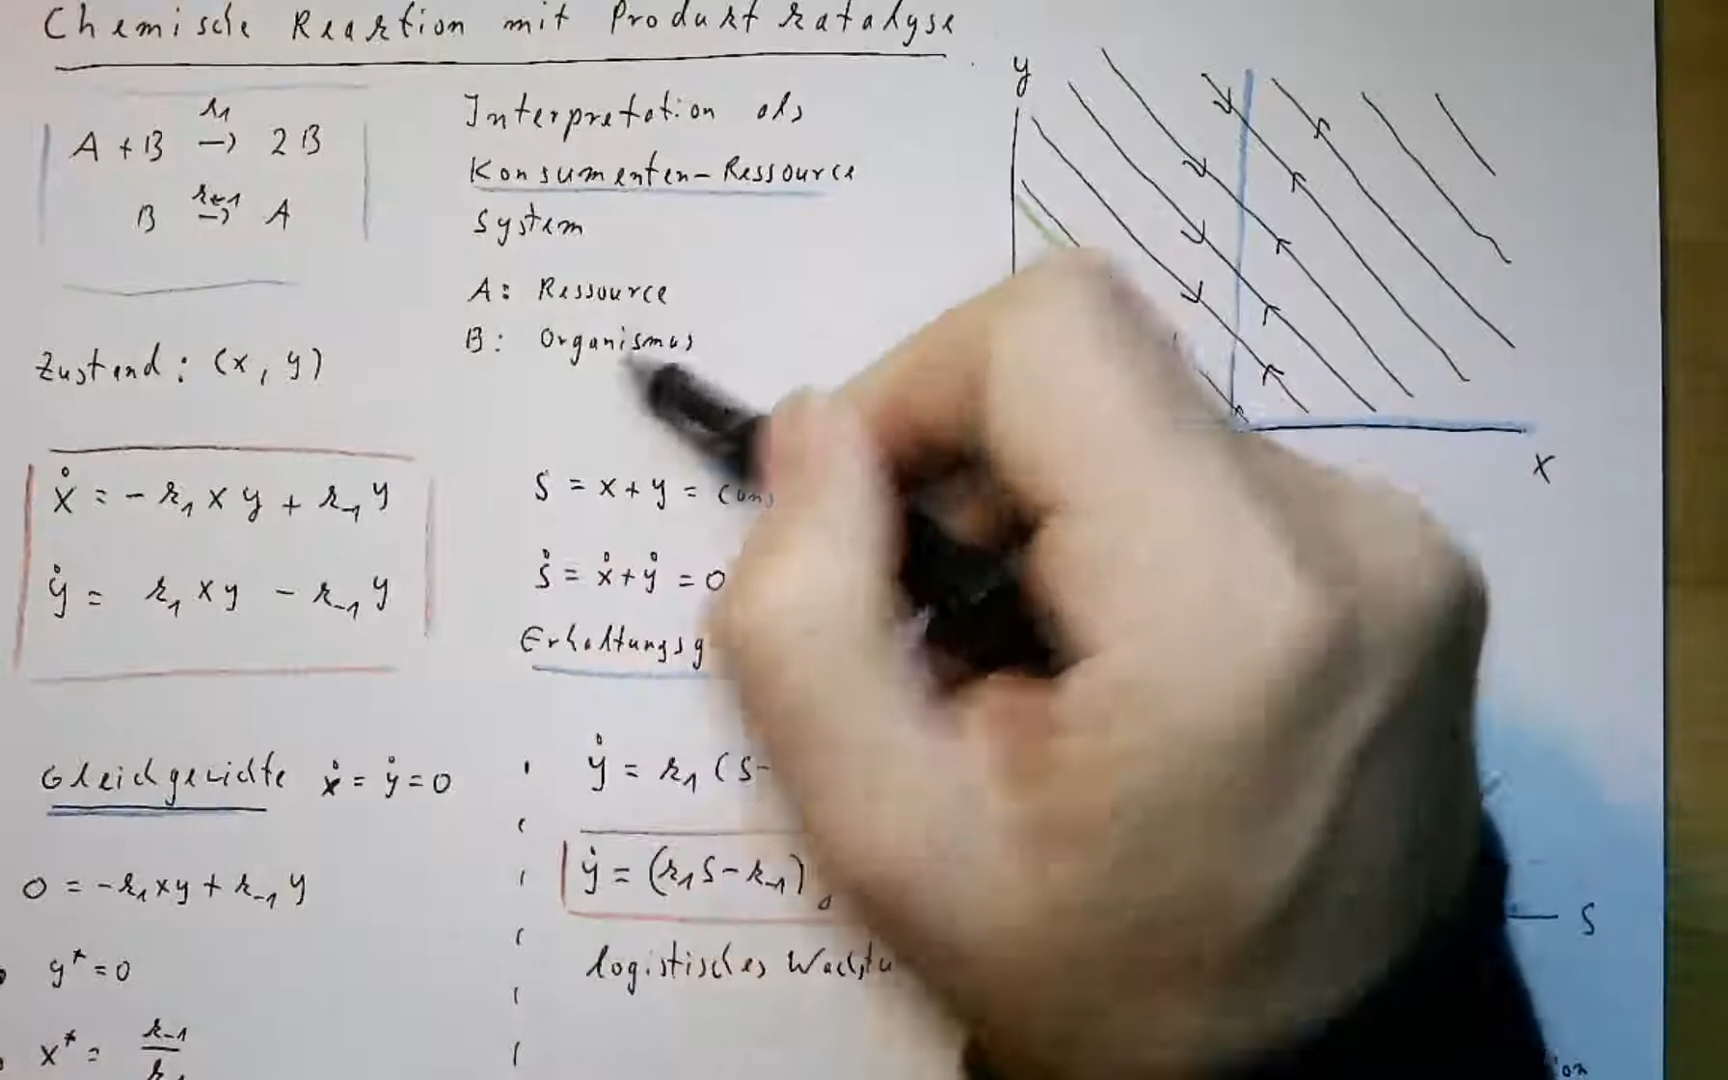 Chemische Reaktion mit Produktkatalyse
k₁
A + B → 2B
k₋₁
B → A
Zustand: (x, y)
ẋ = - k₁ x y + k₋₁ y
ẏ = k₁ x y - k₋₁ y
Gleichgewichte ẋ = ẏ = 0
0 = - k₁ x y + k₋₁ y
y* = 0
x* = k₋₁
Interpretation als
Konsumenten-Ressource
System
A: Ressource
B: Organismus
S = x + y =
Ṡ = ẋ + ẏ = 0
ẏ = k₁ (S-
ẏ = (k₁ S - k₋₁)
logistisches
y
x
S